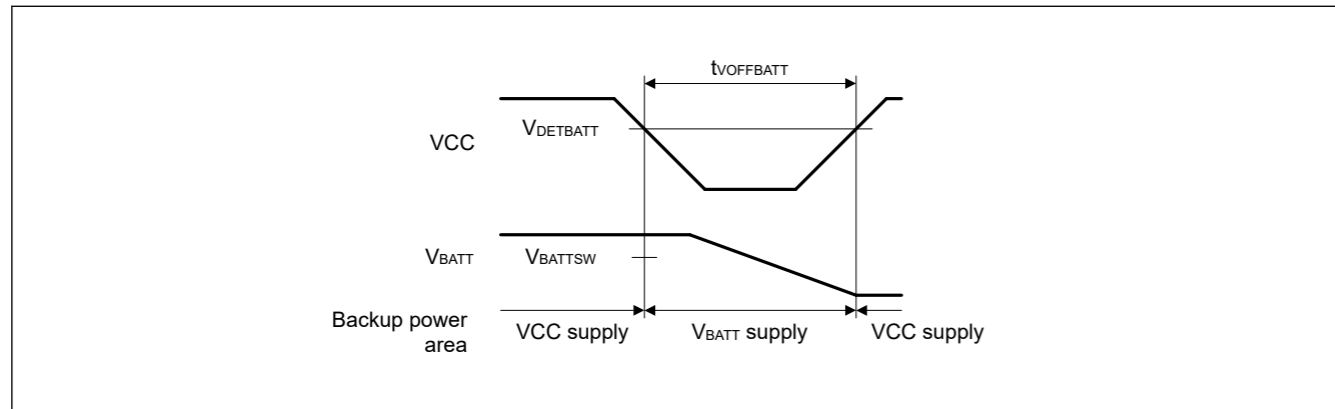 tVOFFBATT
VCC
VDETBATT
VBATT
VBATTSW
Backup power
area
VCC supply
VBATT supply
VCC supply